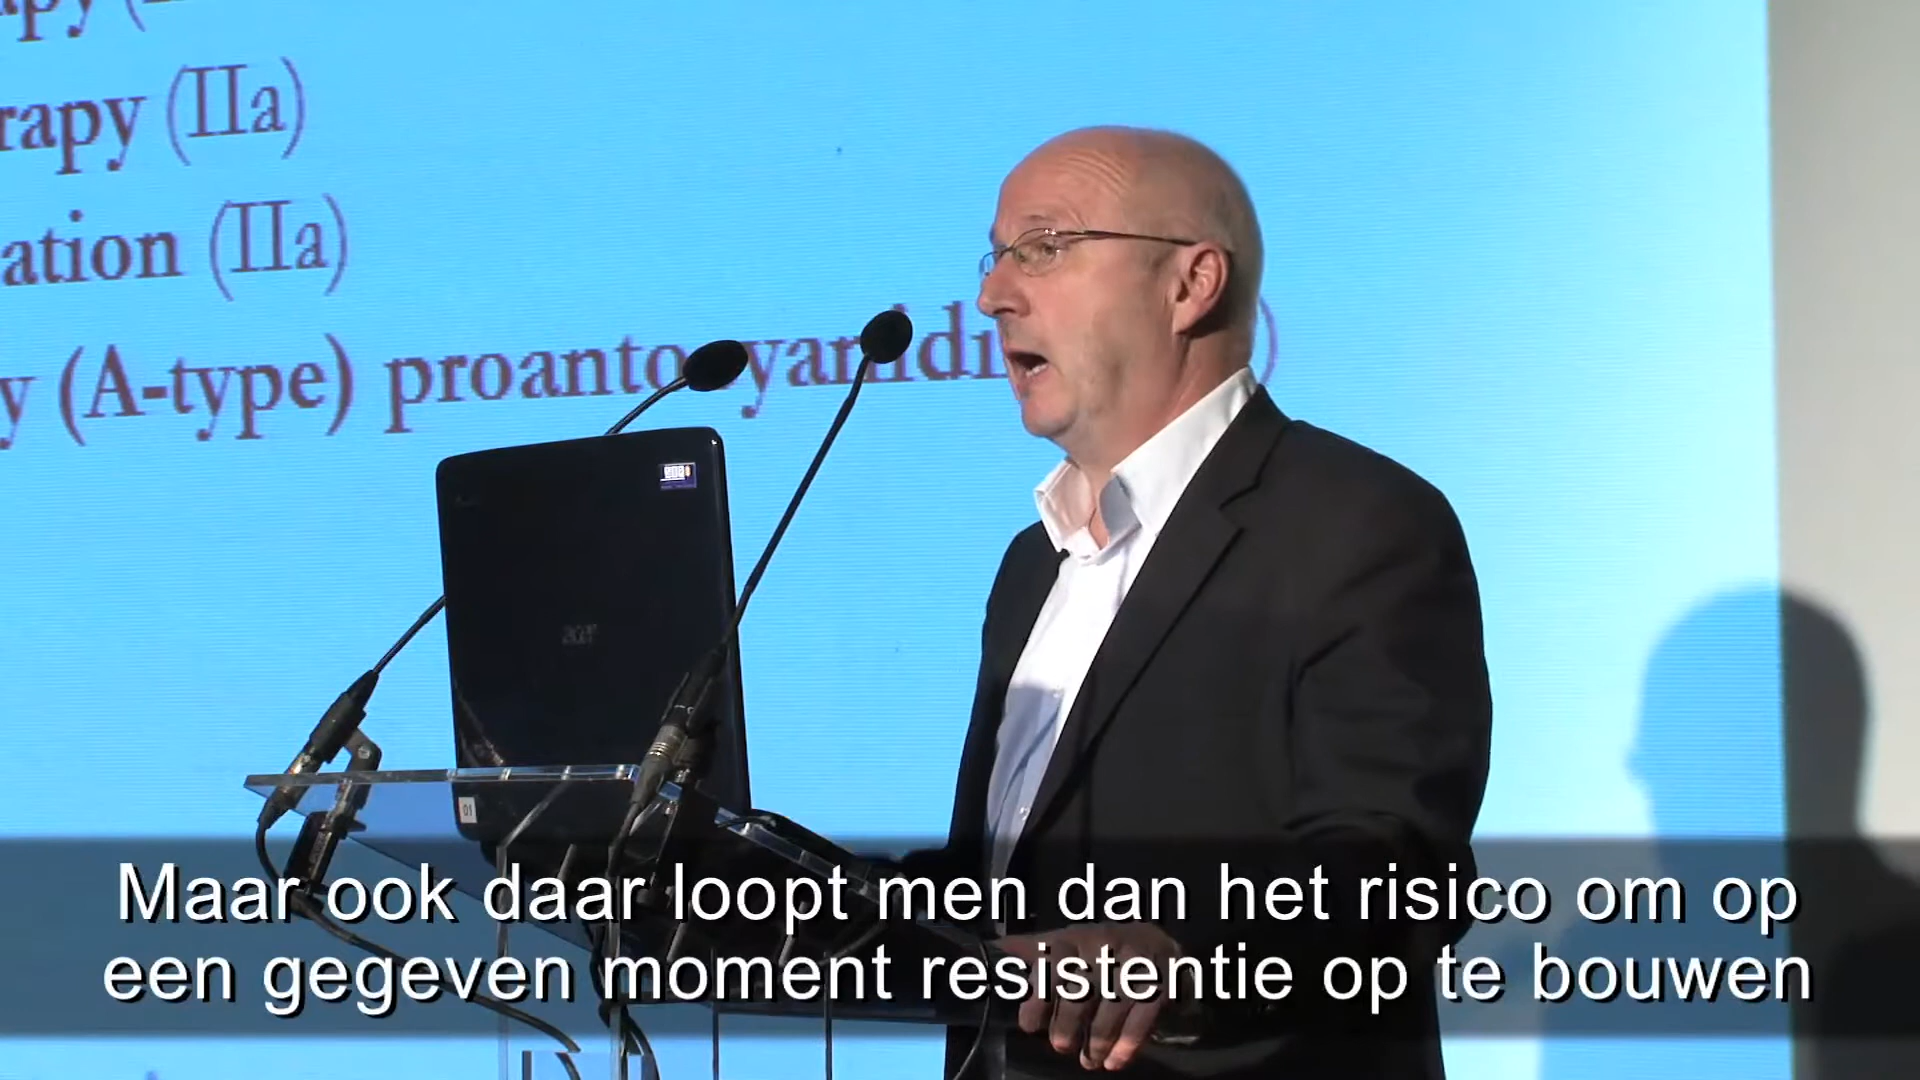 rapy (IIa)
ation (IIa)
y (A-type)
acer
01
Maar ook daar loopt men dan het risico om op
een gegeven moment resistentie op te bouwen